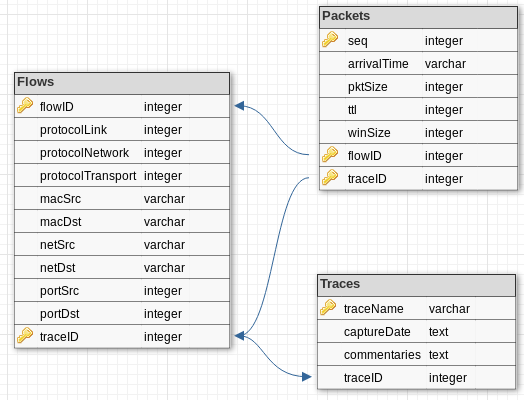 Packets
seq integer
arrivalTime varchar
pktSize integer
ttl integer
winSize integer
flowID integer
traceID integer
Flows
flowID integer
protocolLink integer
protocolNetwork integer
protocolTransport integer
macSrc varchar
macDst varchar
netSrc varchar
netDst varchar
portSrc integer
portDst integer
traceID integer
Traces
traceName varchar
captureDate text
commentaries text
traceID integer